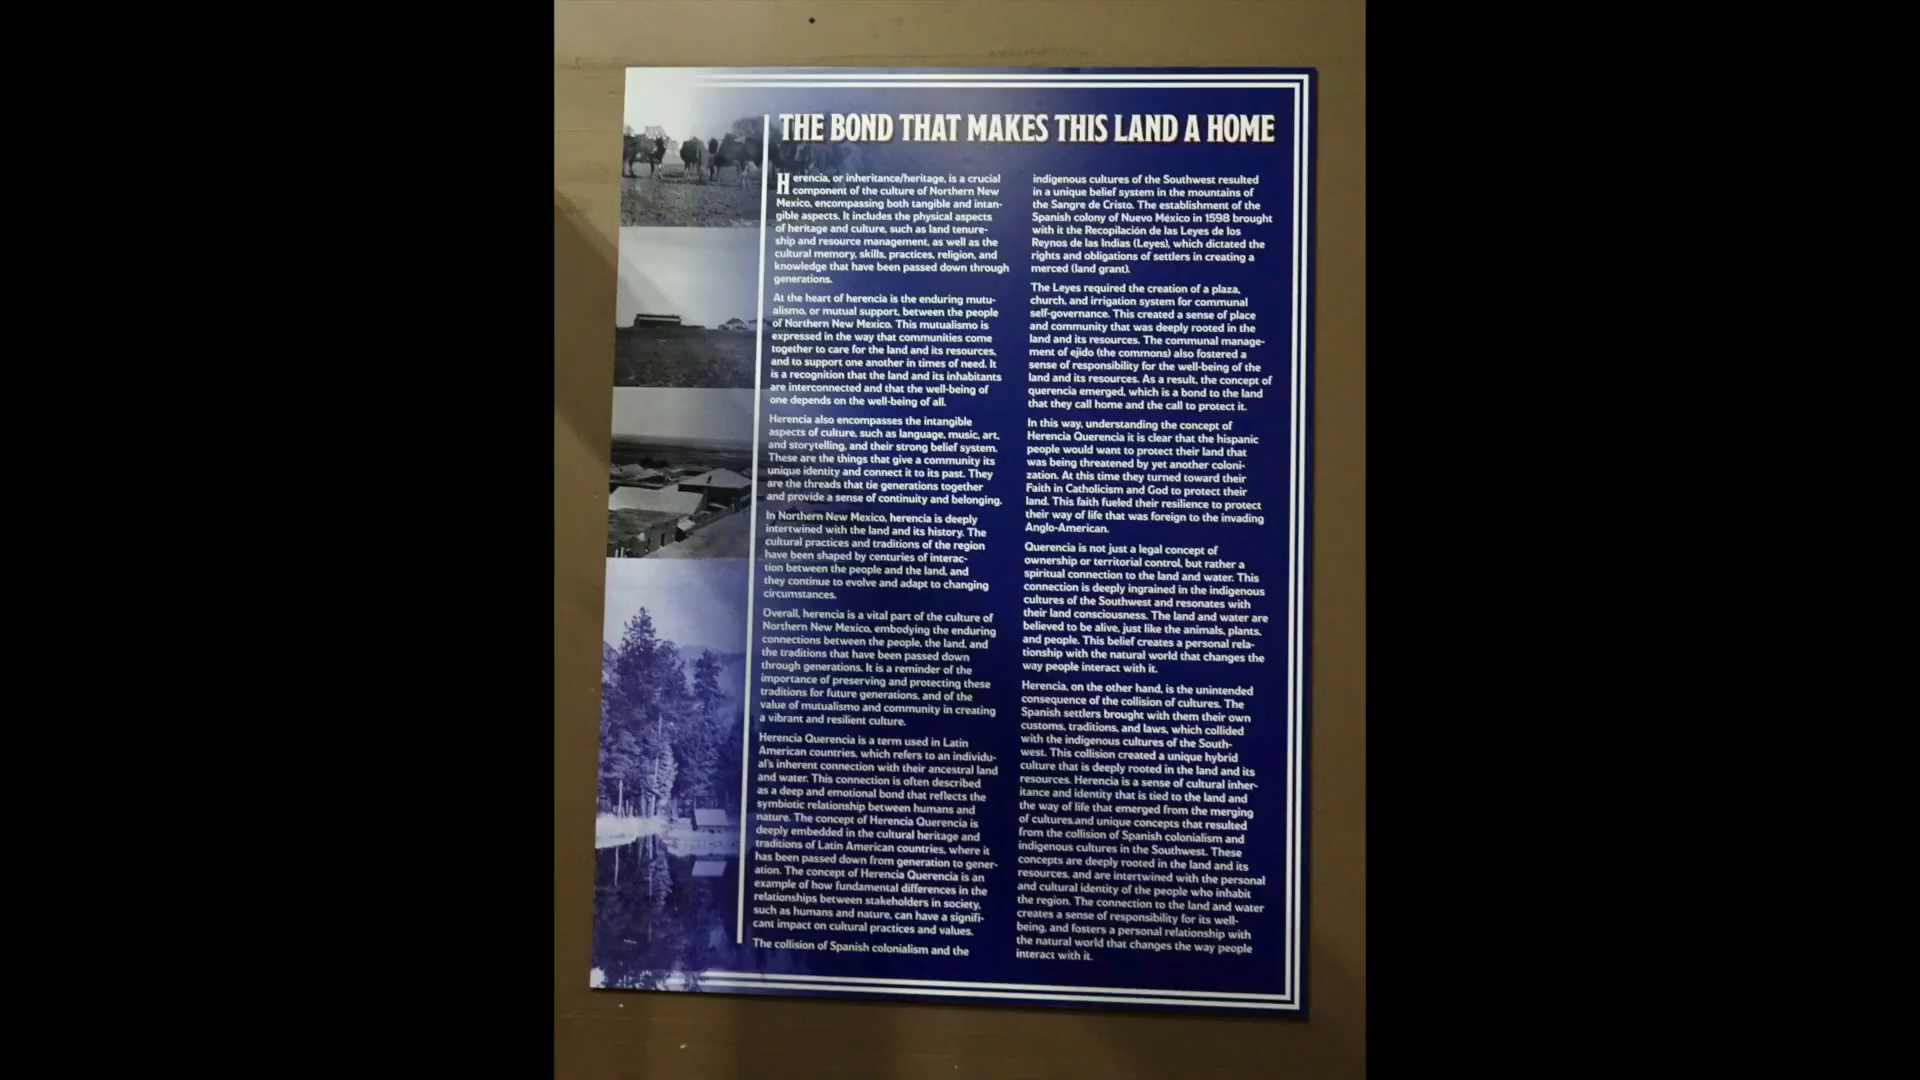 THE BOND THAT MAKES THIS LAND A HOME
Herencia, or inheritance/heritage, is a crucial
component of the culture of Northern New
Mexico, encompassing both tangible and intan-
gible aspects. It includes the physical aspects
of heritage and culture, such as land tenure-
ship and resource management, as well as the
cultural memory, skills, practices, religion, and
knowledge that have been passed down through
generations.
At the heart of herencia is the enduring mutu-
alismo, or mutual support, between the people
of Northern New Mexico. This mutualismo is
expressed in the way that communities come
together to care for the land and its resources,
and to support one another in times of need. It
is a recognition that the land and its inhabitants
are interconnected and that the well-being of
one depends on the well-being of all.
Herencia also encompasses the intangible
aspects of culture, such as language, music, art,
and storytelling, and their strong belief system.
These are the things that give a community its
unique identity and connect it to its past. They
are the threads that tie generations together
and provide a sense of continuity and belonging.
In Northern New Mexico, herencia is deeply
intertwined with the land and its history. The
cultural practices and traditions of the region
have been shaped by centuries of interac-
tion between the people and the land, and
they continue to evolve and adapt to changing
circumstances.
Overall, herencia is a vital part of the culture of
Northern New Mexico, embodying the enduring
connections between the people, the land, and
the traditions that have been passed down
through generations. It is a reminder of the
importance of preserving and protecting these
traditions for future generations, and of the
value of mutualismo and community in creating
a vibrant and resilient culture.
Herencia Querencia is a term used in Latin
American countries, which refers to an individu-
al's inherent connection with their ancestral land
and water. This connection is often described
as a deep and emotional bond that reflects the
symbiotic relationship between humans and
nature. The concept of Herencia Querencia is
deeply embedded in the cultural heritage and
traditions of Latin American countries, where it
has been passed down from generation to gener-
ation. The concept of Herencia Querencia is an
example of how fundamental differences in the
relationships between stakeholders in society,
such as humans and nature, can have a signifi-
cant impact on cultural practices and values.
The collision of Spanish colonialism and the
indigenous cultures of the Southwest resulted
in a unique belief system in the mountains of
the Sangre de Cristo. The establishment of the
Spanish colony of Nuevo México in 1598 brought
with it the Recopilación de las Leyes de los
Reynos de las Indias (Leyes), which dictated the
rights and obligations of settlers in creating a
merced (land grant).
The Leyes required the creation of a plaza,
church, and irrigation system for communal
self-governance. This created a sense of place
and community that was deeply rooted in the
land and its resources. The communal manage-
ment of ejido (the commons) also fostered a
sense of responsibility for the well-being of the
land and its resources. As a result, the concept of
querencia emerged, which is a bond to the land
that they call home and the call to protect it.
In this way, understanding the concept of
Herencia Querencia it is clear that the hispanic
people would want to protect their land that
was being threatened by yet another coloni-
zation. At this time they turned toward their
Faith in Catholicism and God to protect their
land. This faith fueled their resilience to protect
their way of life that was foreign to the invading
Anglo-American.
Querencia is not just a legal concept of
ownership or territorial control, but rather a
spiritual connection to the land and water. This
connection is deeply ingrained in the indigenous
cultures of the Southwest and resonates with
their land consciousness. The land and water are
believed to be alive, just like the animals, plants,
and people. This belief creates a personal rela-
tionship with the natural world that changes the
way people interact with it.
Herencia, on the other hand, is the unintended
consequence of the collision of cultures. The
Spanish settlers brought with them their own
customs, traditions, and laws, which collided
with the indigenous cultures of the South-
west. This collision created a unique hybrid
culture that is deeply rooted in the land and its
resources. Herencia is a sense of cultural inher-
itance and identity that is tied to the land and
the way of life that emerged from the merging
of cultures.and unique concepts that resulted
from the collision of Spanish colonialism and
indigenous cultures in the Southwest. These
concepts are deeply rooted in the land and its
resources, and are intertwined with the personal
and cultural identity of the people who inhabit
the region. The connection to the land and water
creates a sense of responsibility for its well-
being, and fosters a personal relationship with
the natural world that changes the way people
interact with it.